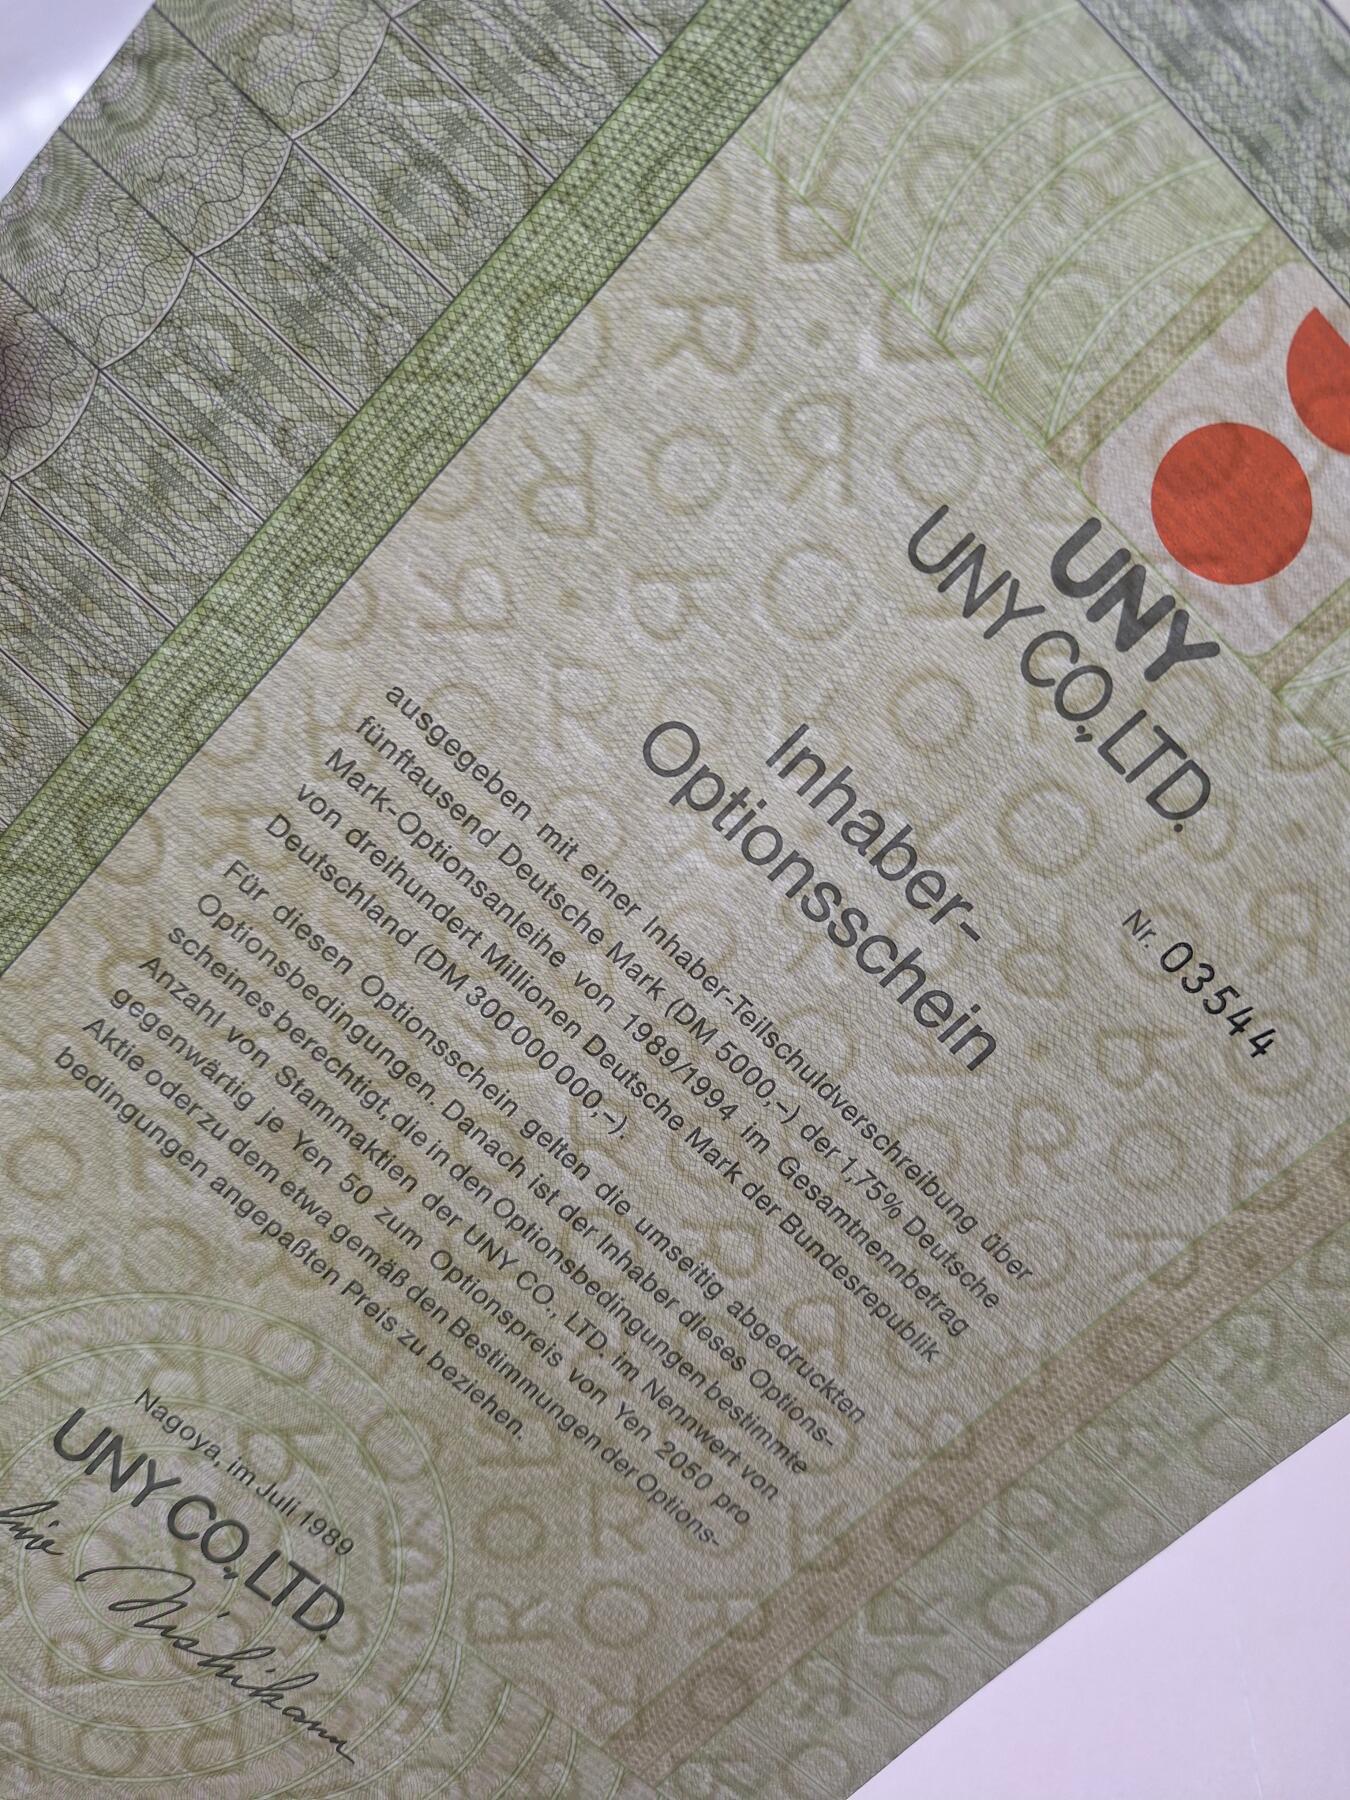 UNY
UNY CO., LTD.
Nr. 03544
Inhaber-
Optionsschein
ausgegeben mit einer Inhaber-Teilschuldverschreibung über
fünftausend Deutsche Mark (DM 5000,-) der 1,75% Deutsche
Mark-Optionsanleihe von 1989/1994 im Gesamtnennbetrag
von dreihundert Millionen Deutsche Mark der Bundesrepublik
Deutschland (DM 300 000 000,-).
Für diesen Optionsschein gelten die umseitig abgedruckten
Optionsbedingungen. Danach ist der Inhaber dieses Options-
scheines berechtigt, die in den Optionsbedingungen bestimmte
Anzahl von Stammaktien der UNY CO., LTD. im Nennwert von
gegenwärtig je Yen 50 zum Optionspreis von Yen 2050 pro
Aktie oder zu dem etwa gemäß den Bestimmungen der Options-
bedingungen angepaßten Preis zu beziehen.
Nagoya, im Juli 1989
UNY CO., LTD.
Nishikawa